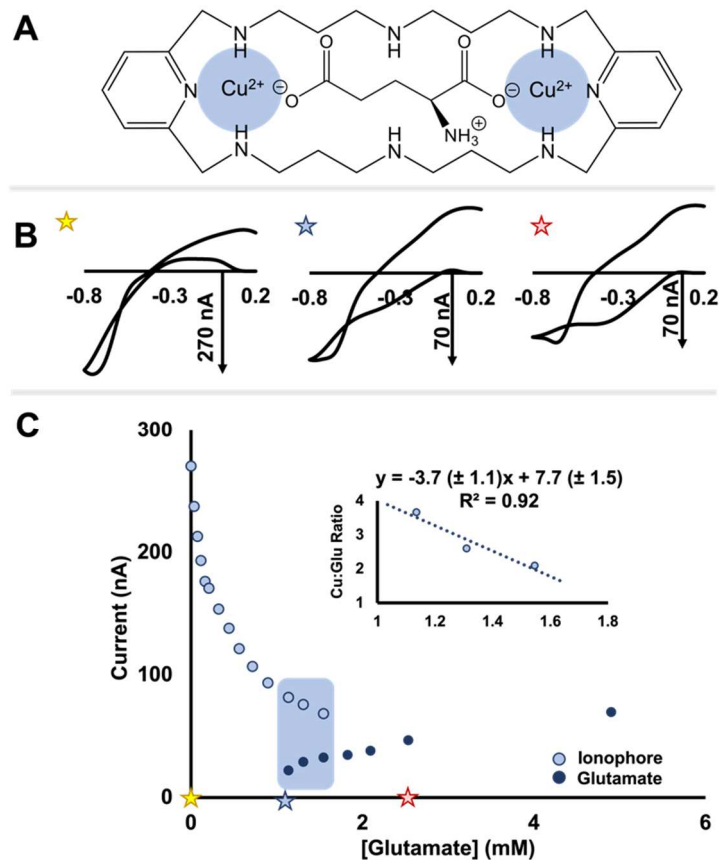 A
N
H
N
H
N
H
O
O
N
Cu²⁺
⊖
O
O
⊖
Cu²⁺
N
NH₃
⊕
H
N
H
N
H
N
B
-0.8
-0.3
0.2
270 nA
-0.8
-0.3
0.2
70 nA
-0.8
-0.3
0.2
70 nA
C
300
200
100
0
Current (nA)
y = -3.7 (± 1.1)x + 7.7 (± 1.5)
R² = 0.92
Cu:Glu Ratio
4
3
2
1
1
1.2
1.4
1.6
1.8
Ionophore
Glutamate
0
2
4
6
[Glutamate] (mM)